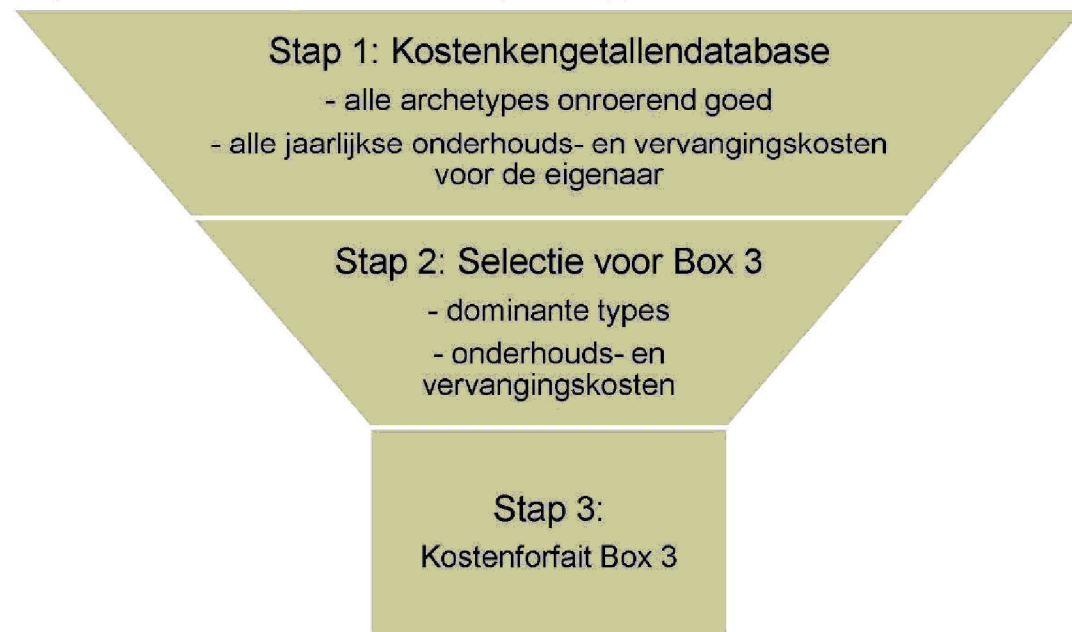 Stap 1: Kostenkengetallendatabase
- alle archetypes onroerend goed
- alle jaarlijkse onderhouds- en vervangingskosten
voor de eigenaar
Stap 2: Selectie voor Box 3
- dominante types
- onderhouds- en
vervangingskosten
Stap 3:
Kostenforfait Box 3